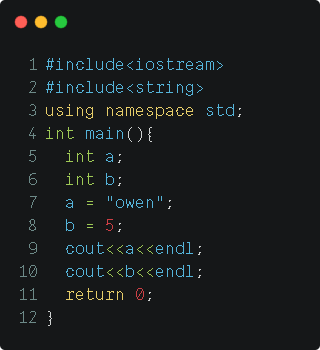 1 #include<iostream>
2 #include<string>
3 using namespace std;
4 int main(){
5   int a;
6   int b;
7   a = "owen";
8   b = 5;
9   cout<<a<<endl;
10   cout<<b<<endl;
11   return 0;
12 }